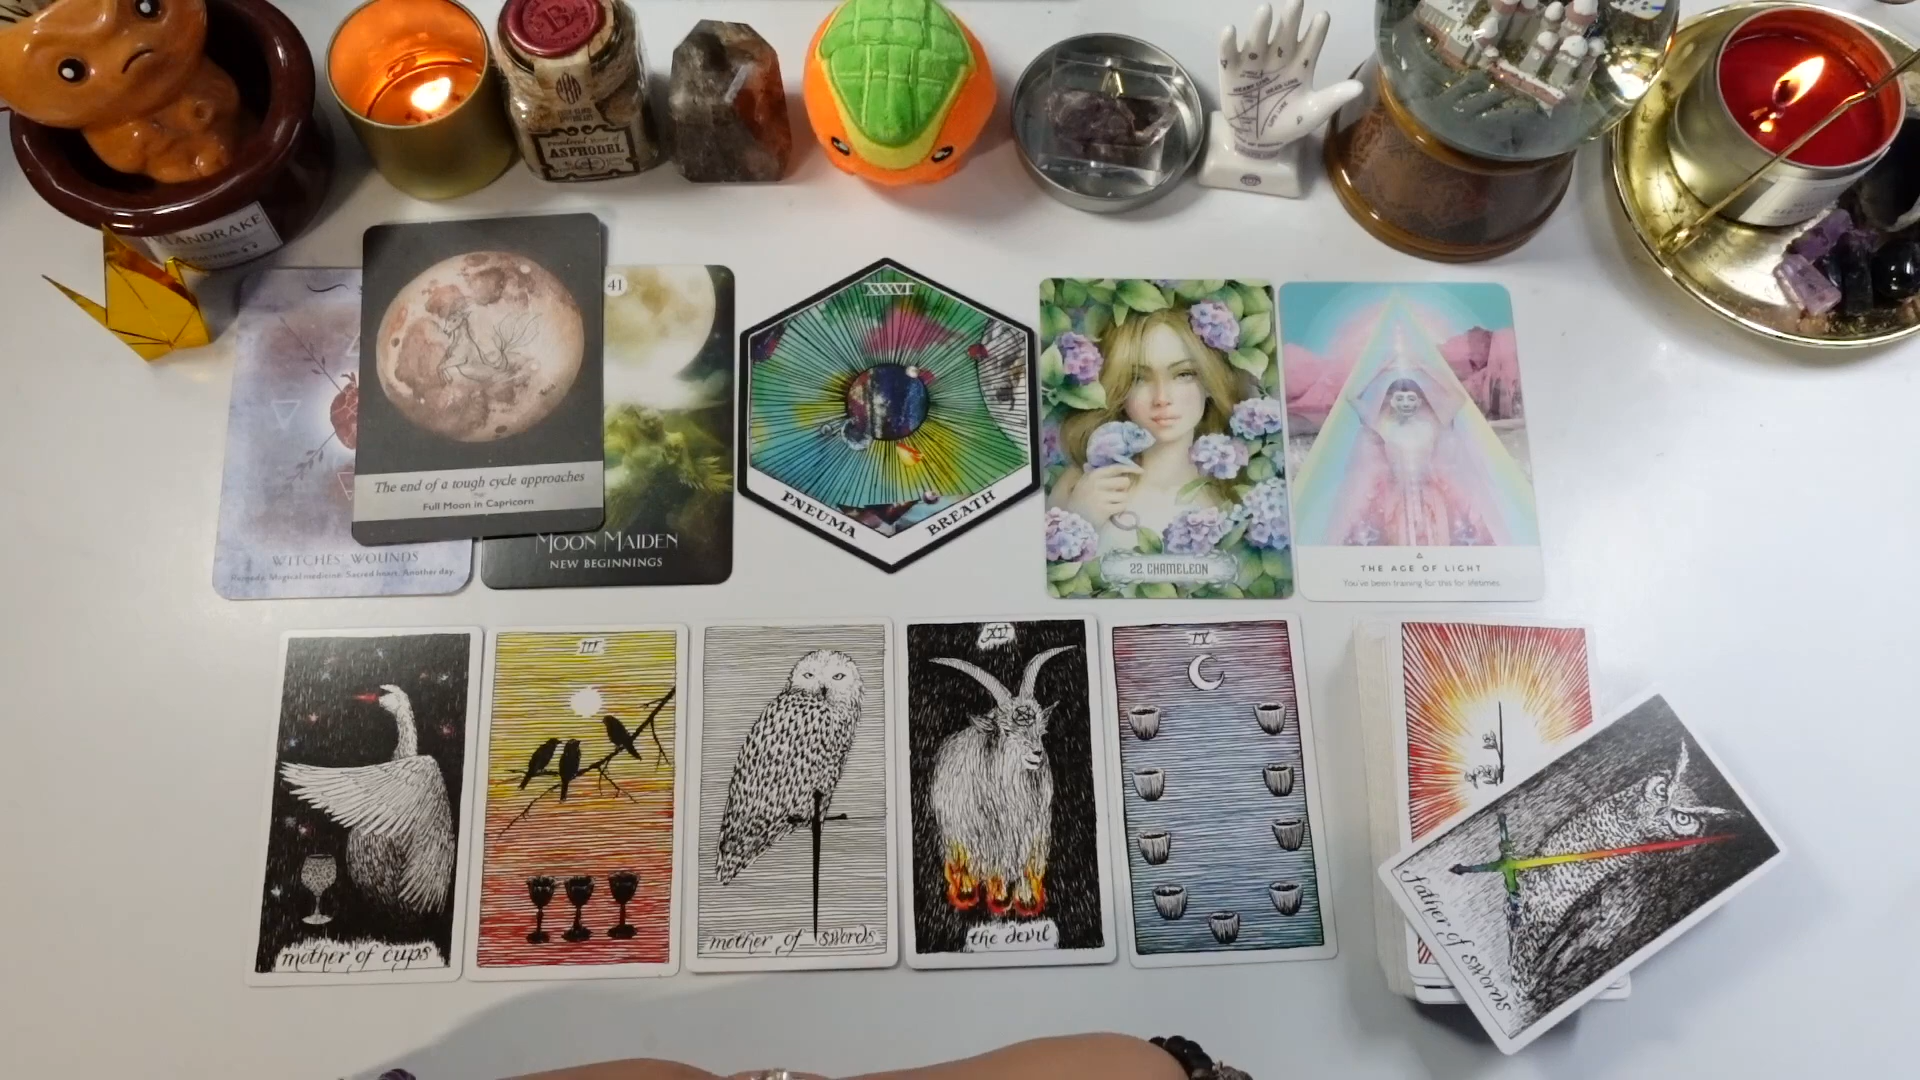 MANDRAKE
ASPHODEL
The end of a tough cycle approaches
Full Moon in Capricorn
WITCHES' WOUNDS
Remedy. Magical medicine. Sacred heart. Another day.
41
MOON MAIDEN
NEW BEGINNINGS
XXXVI
PNEUMA BREATH
22 CHAMELEON
THE AGE OF LIGHT
You've been training for this for lifetimes.
mother of cups
III
mother of swords
XV
the devil
IX
father of swords